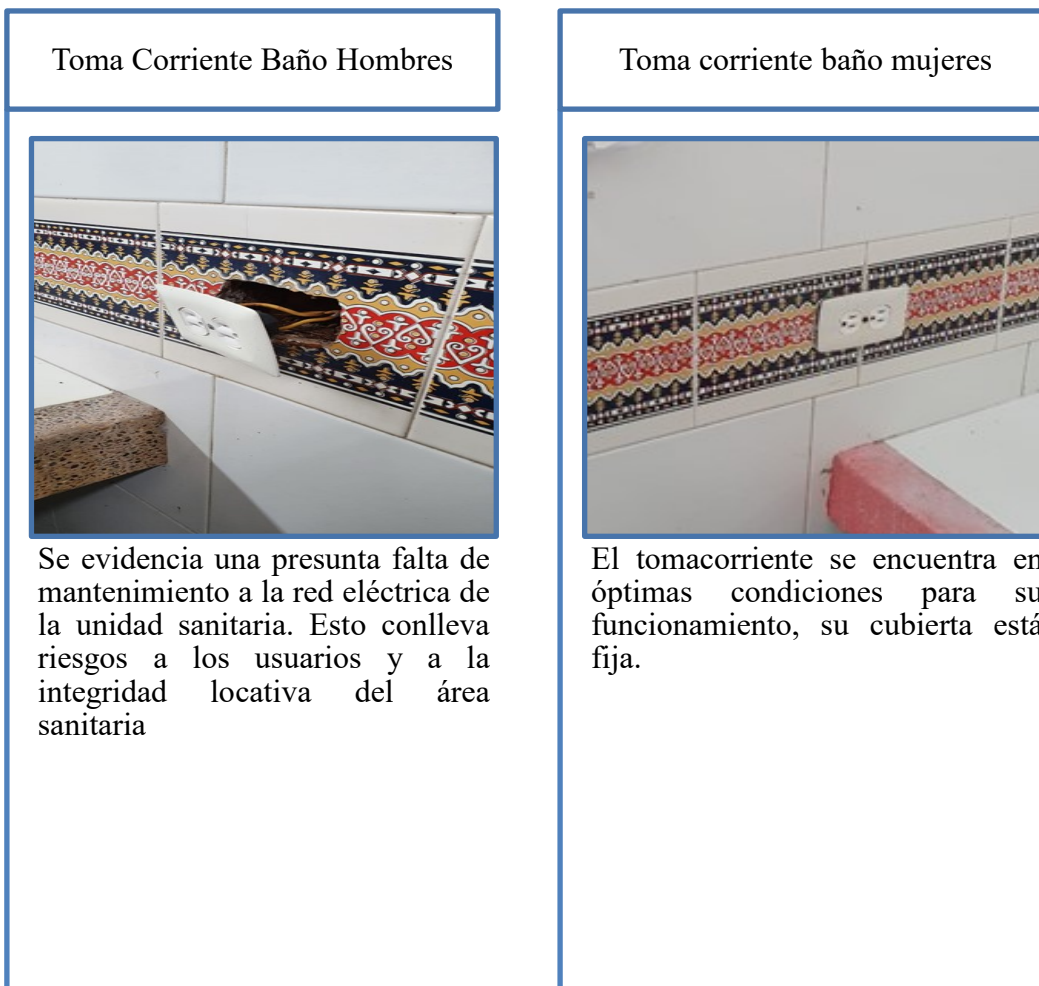 Toma Corriente Baño Hombres
Se evidencia una presunta falta de
mantenimiento a la red eléctrica de
la unidad sanitaria. Esto conlleva
riesgos a los usuarios y a la
integridad locativa del área
sanitaria
Toma corriente baño mujeres
El tomacorriente se encuentra en
óptimas condiciones para su
funcionamiento, su cubierta está
fija.